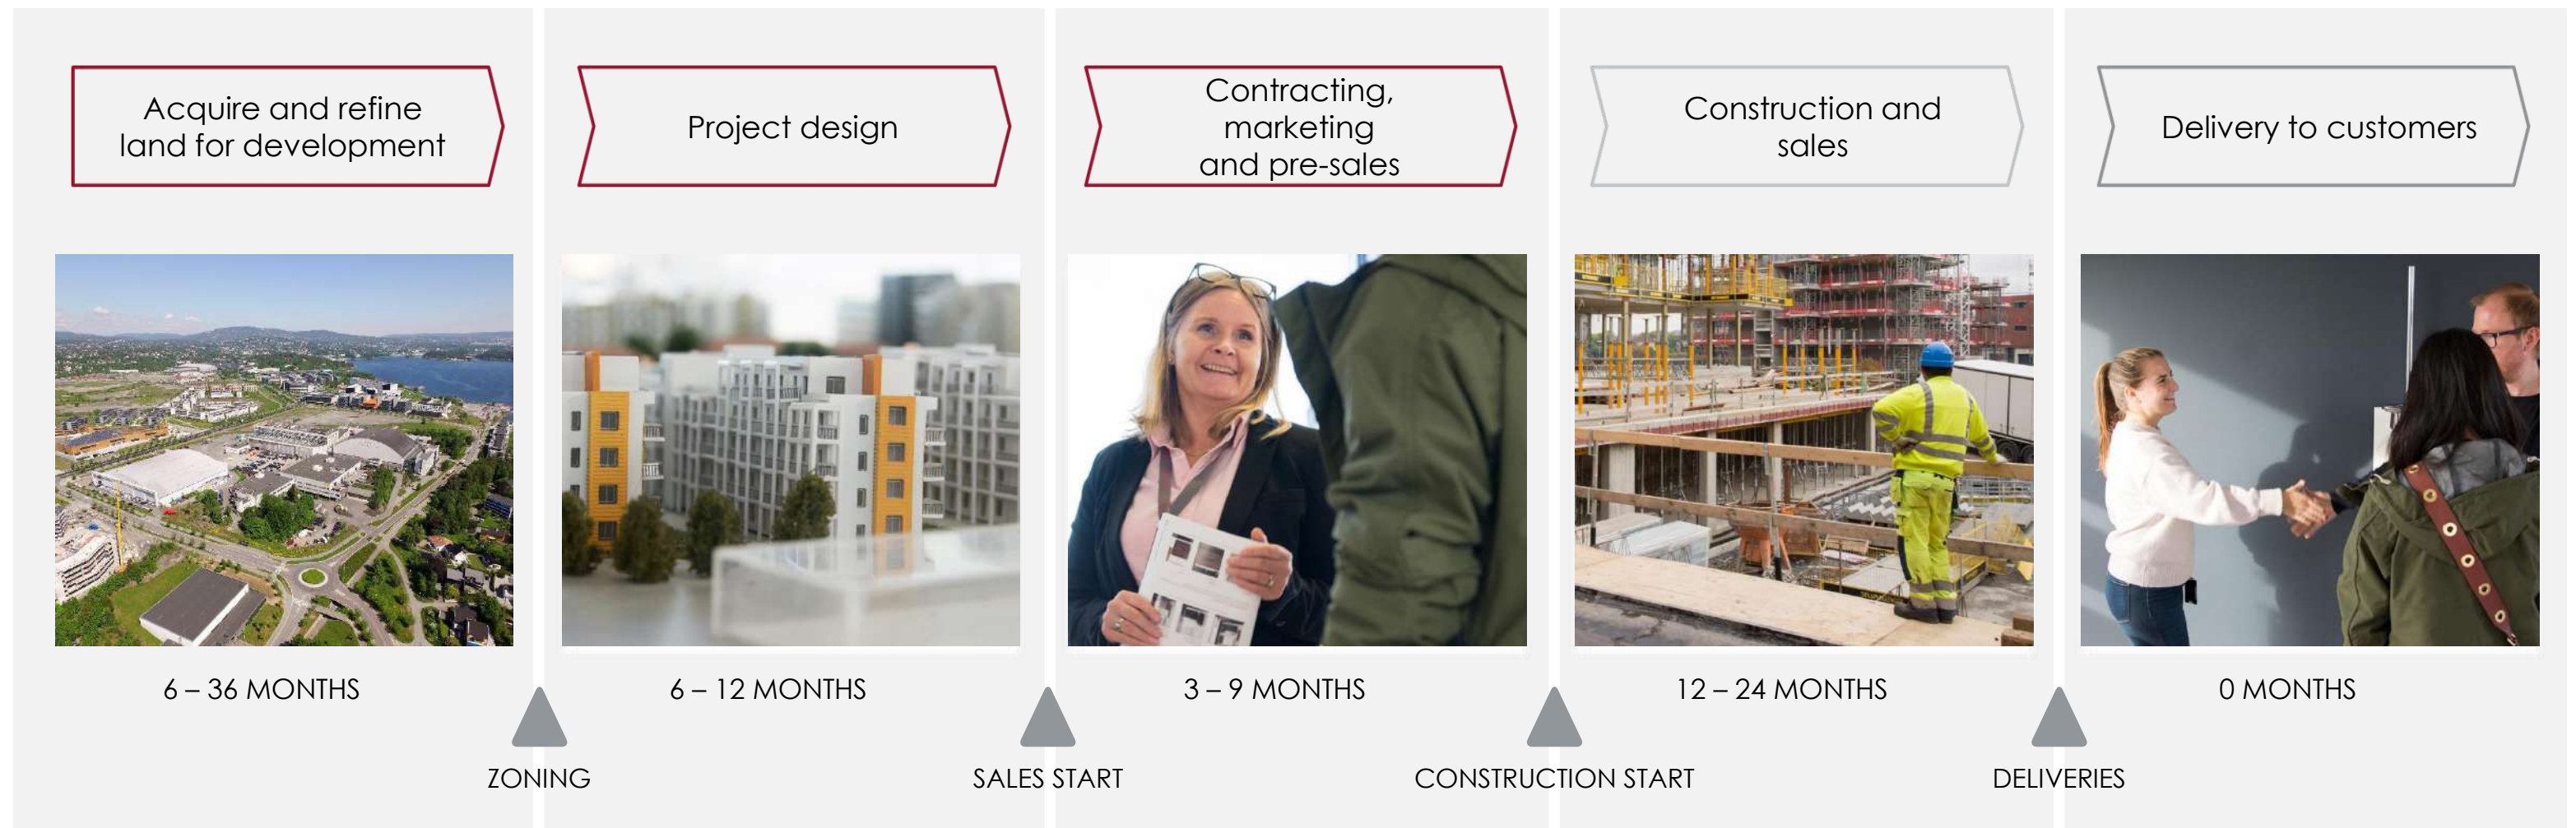 Acquire and refine
land for development
Project design
Contracting,
marketing
and pre-sales
Construction and
sales
Delivery to customers
6 – 36 MONTHS
6 – 12 MONTHS
3 – 9 MONTHS
12 – 24 MONTHS
0 MONTHS
ZONING
SALES START
CONSTRUCTION START
DELIVERIES